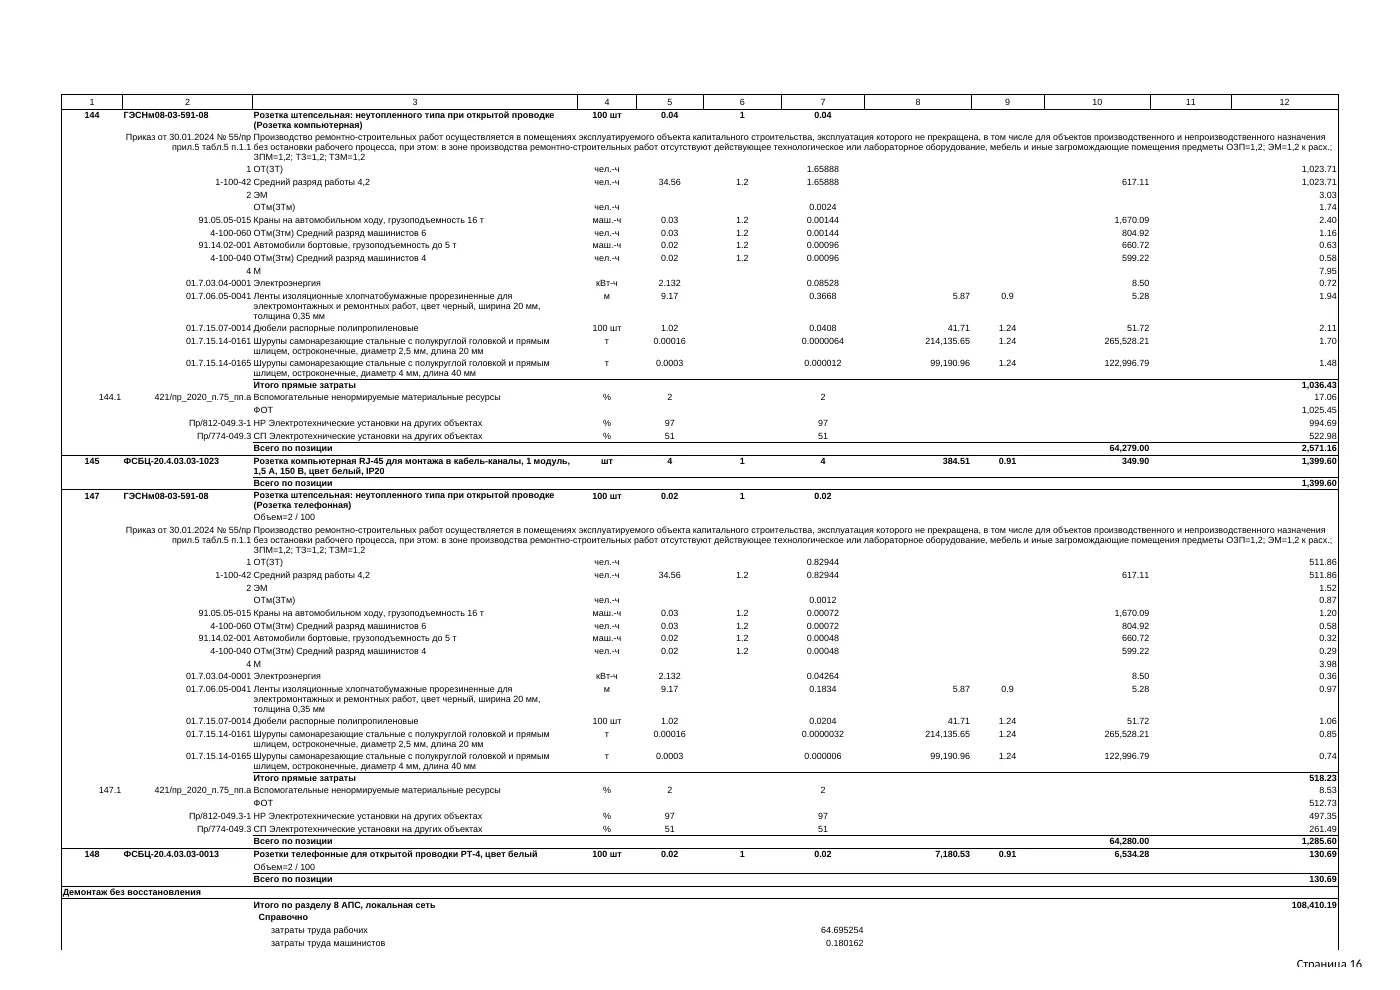 1 2 3 4 5 6 7 8 9 10 11 12
144 ГЭСНм08-03-591-08 Розетка штепсельная: неутопленного типа при открытой проводке 100 шт 0.04 1 0.04
(Розетка компьютерная)
Приказ от 30.01.2024 № 55/пр Производство ремонтно-строительных работ осуществляется в помещениях эксплуатируемого объекта капитального строительства, эксплуатация которого не прекращена, в том числе для объектов производственного и непроизводственного назначения
прил.5 табл.5 п.1.1 без остановки рабочего процесса, при этом: в зоне производства ремонтно-строительных работ отсутствуют действующее технологическое или лабораторное оборудование, мебель и иные загромождающие помещения предметы ОЗП=1,2; ЭМ=1,2 к расх.;
ЗПМ=1,2; ТЗ=1,2; ТЗМ=1,2
1 ОТ(ЗТ) чел.-ч 1.65888 1,023.71
1-100-42 Средний разряд работы 4,2 чел.-ч 34.56 1.2 1.65888 617.11 1,023.71
2 ЭМ 3.03
ОТм(ЗТм) чел.-ч 0.0024 1.74
91.05.05-015 Краны на автомобильном ходу, грузоподъемность 16 т маш.-ч 0.03 1.2 0.00144 1,670.09 2.40
4-100-060 ОТм(Зтм) Средний разряд машинистов 6 чел.-ч 0.03 1.2 0.00144 804.92 1.16
91.14.02-001 Автомобили бортовые, грузоподъемность до 5 т маш.-ч 0.02 1.2 0.00096 660.72 0.63
4-100-040 ОТм(Зтм) Средний разряд машинистов 4 чел.-ч 0.02 1.2 0.00096 599.22 0.58
4 М 7.95
01.7.03.04-0001 Электроэнергия кВт-ч 2.132 0.08528 8.50 0.72
01.7.06.05-0041 Ленты изоляционные хлопчатобумажные прорезиненные для м 9.17 0.3668 5.87 0.9 5.28 1.94
электромонтажных и ремонтных работ, цвет черный, ширина 20 мм,
толщина 0,35 мм
01.7.15.07-0014 Дюбели распорные полипропиленовые 100 шт 1.02 0.0408 41.71 1.24 51.72 2.11
01.7.15.14-0161 Шурупы самонарезающие стальные с полукруглой головкой и прямым т 0.00016 0.0000064 214,135.65 1.24 265,528.21 1.70
шлицем, остроконечные, диаметр 2,5 мм, длина 20 мм
01.7.15.14-0165 Шурупы самонарезающие стальные с полукруглой головкой и прямым т 0.0003 0.000012 99,190.96 1.24 122,996.79 1.48
шлицем, остроконечные, диаметр 4 мм, длина 40 мм
Итого прямые затраты 1,036.43
144.1 421/пр_2020_п.75_пп.а Вспомогательные ненормируемые материальные ресурсы % 2 2 17.06
ФОТ 1,025.45
Пр/812-049.3-1 НР Электротехнические установки на других объектах % 97 97 994.69
Пр/774-049.3 СП Электротехнические установки на других объектах % 51 51 522.98
Всего по позиции 64,279.00 2,571.16
145 ФСБЦ-20.4.03.03-1023 Розетка компьютерная RJ-45 для монтажа в кабель-каналы, 1 модуль, шт 4 1 4 384.51 0.91 349.90 1,399.60
1,5 А, 150 В, цвет белый, IP20
Всего по позиции 1,399.60
147 ГЭСНм08-03-591-08 Розетка штепсельная: неутопленного типа при открытой проводке 100 шт 0.02 1 0.02
(Розетка телефонная)
Объем=2 / 100
Приказ от 30.01.2024 № 55/пр Производство ремонтно-строительных работ осуществляется в помещениях эксплуатируемого объекта капитального строительства, эксплуатация которого не прекращена, в том числе для объектов производственного и непроизводственного назначения
прил.5 табл.5 п.1.1 без остановки рабочего процесса, при этом: в зоне производства ремонтно-строительных работ отсутствуют действующее технологическое или лабораторное оборудование, мебель и иные загромождающие помещения предметы ОЗП=1,2; ЭМ=1,2 к расх.;
ЗПМ=1,2; ТЗ=1,2; ТЗМ=1,2
1 ОТ(ЗТ) чел.-ч 0.82944 511.86
1-100-42 Средний разряд работы 4,2 чел.-ч 34.56 1.2 0.82944 617.11 511.86
2 ЭМ 1.52
ОТм(ЗТм) чел.-ч 0.0012 0.87
91.05.05-015 Краны на автомобильном ходу, грузоподъемность 16 т маш.-ч 0.03 1.2 0.00072 1,670.09 1.20
4-100-060 ОТм(Зтм) Средний разряд машинистов 6 чел.-ч 0.03 1.2 0.00072 804.92 0.58
91.14.02-001 Автомобили бортовые, грузоподъемность до 5 т маш.-ч 0.02 1.2 0.00048 660.72 0.32
4-100-040 ОТм(Зтм) Средний разряд машинистов 4 чел.-ч 0.02 1.2 0.00048 599.22 0.29
4 М 3.98
01.7.03.04-0001 Электроэнергия кВт-ч 2.132 0.04264 8.50 0.36
01.7.06.05-0041 Ленты изоляционные хлопчатобумажные прорезиненные для м 9.17 0.1834 5.87 0.9 5.28 0.97
электромонтажных и ремонтных работ, цвет черный, ширина 20 мм,
толщина 0,35 мм
01.7.15.07-0014 Дюбели распорные полипропиленовые 100 шт 1.02 0.0204 41.71 1.24 51.72 1.06
01.7.15.14-0161 Шурупы самонарезающие стальные с полукруглой головкой и прямым т 0.00016 0.0000032 214,135.65 1.24 265,528.21 0.85
шлицем, остроконечные, диаметр 2,5 мм, длина 20 мм
01.7.15.14-0165 Шурупы самонарезающие стальные с полукруглой головкой и прямым т 0.0003 0.000006 99,190.96 1.24 122,996.79 0.74
шлицем, остроконечные, диаметр 4 мм, длина 40 мм
Итого прямые затраты 518.23
147.1 421/пр_2020_п.75_пп.а Вспомогательные ненормируемые материальные ресурсы % 2 2 8.53
ФОТ 512.73
Пр/812-049.3-1 НР Электротехнические установки на других объектах % 97 97 497.35
Пр/774-049.3 СП Электротехнические установки на других объектах % 51 51 261.49
Всего по позиции 64,280.00 1,285.60
148 ФСБЦ-20.4.03.03-0013 Розетки телефонные для открытой проводки РТ-4, цвет белый 100 шт 0.02 1 0.02 7,180.53 0.91 6,534.28 130.69
Объем=2 / 100
Всего по позиции 130.69
Демонтаж без восстановления
Итого по разделу 8 АПС, локальная сеть 108,410.19
Справочно
затраты труда рабочих 64.695254
затраты труда машинистов 0.180162
Страница 16